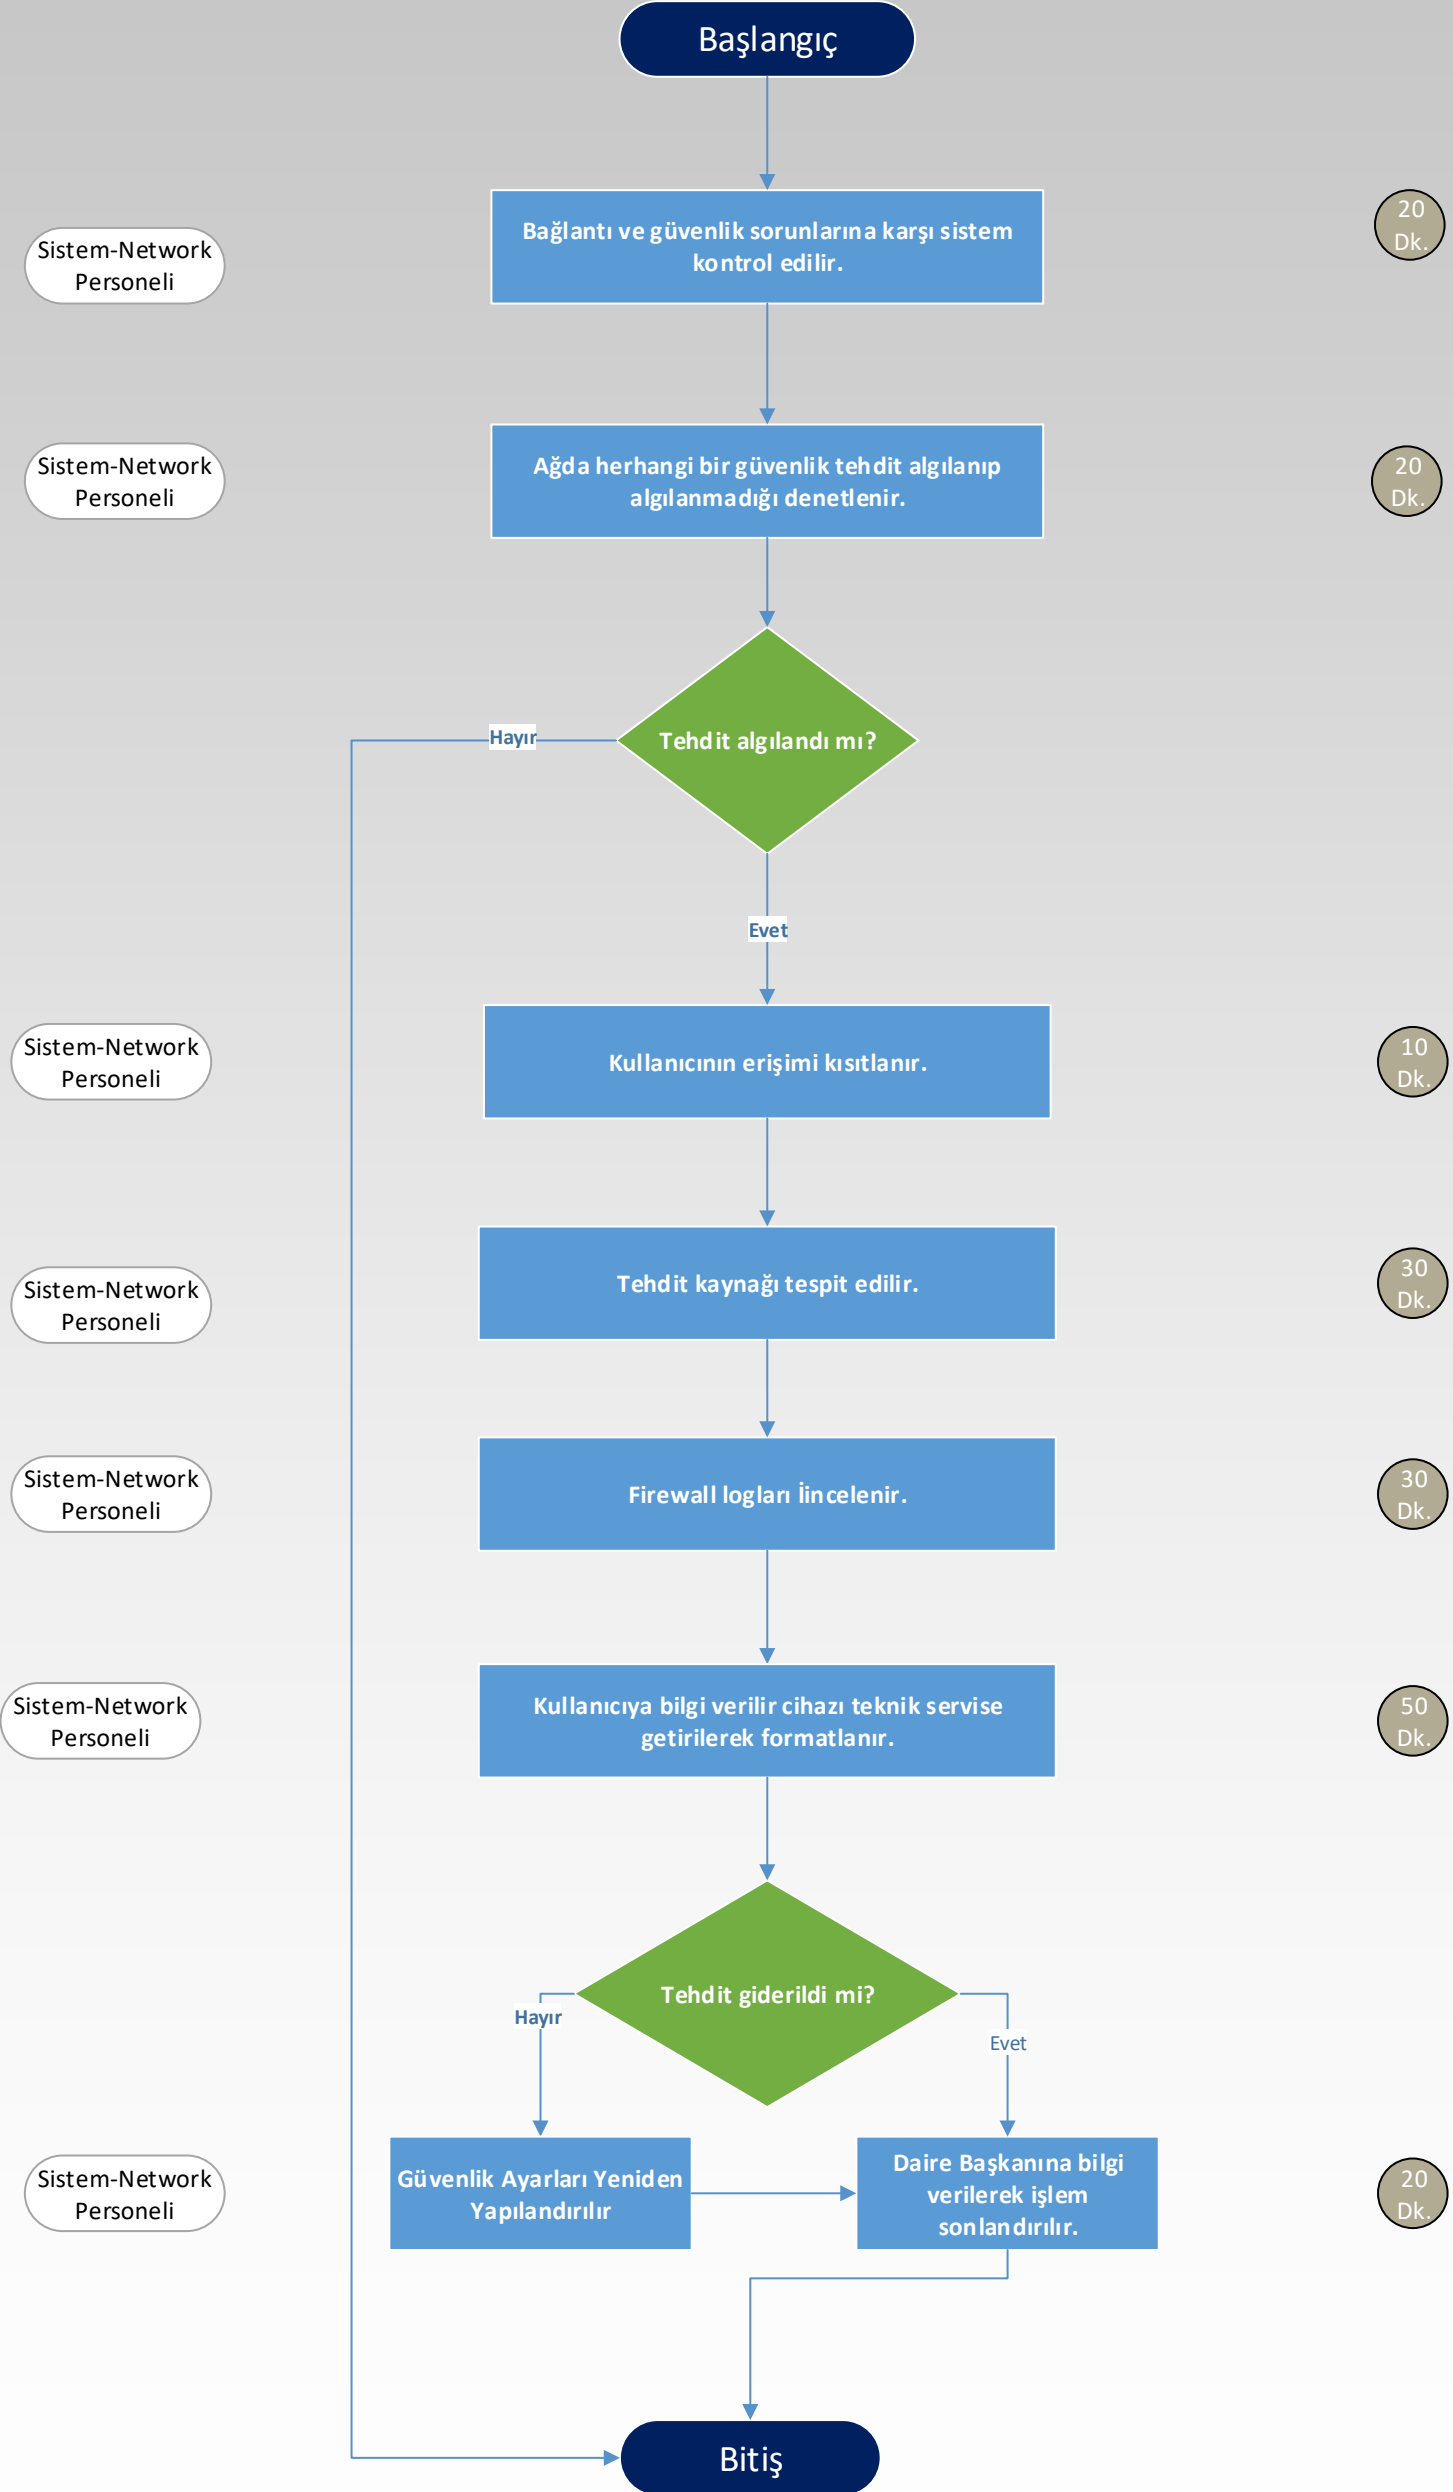 Başlangıç
Sistem-Network
Personeli
Bağlantı ve güvenlik sorunlarına karşı sistem
kontrol edilir.
20
Dk.
Sistem-Network
Personeli
Ağda herhangi bir güvenlik tehdit algılanıp
algılanmadığı denetlenir.
20
Dk.
Tehdit algılandı mı?
Hayır
Evet
Sistem-Network
Personeli
Kullanıcının erişimi kısıtlanır.
10
Dk.
Sistem-Network
Personeli
Tehdit kaynağı tespit edilir.
30
Dk.
Sistem-Network
Personeli
Firewall logları İincelenir.
30
Dk.
Sistem-Network
Personeli
Kullanıcıya bilgi verilir cihazı teknik servise
getirilerek formatlanır.
50
Dk.
Tehdit giderildi mi?
Hayır
Evet
Sistem-Network
Personeli
Güvenlik Ayarları Yeniden
Yapılandırılır
Daire Başkanına bilgi
verilerek işlem
sonlandırılır.
20
Dk.
Bitiş